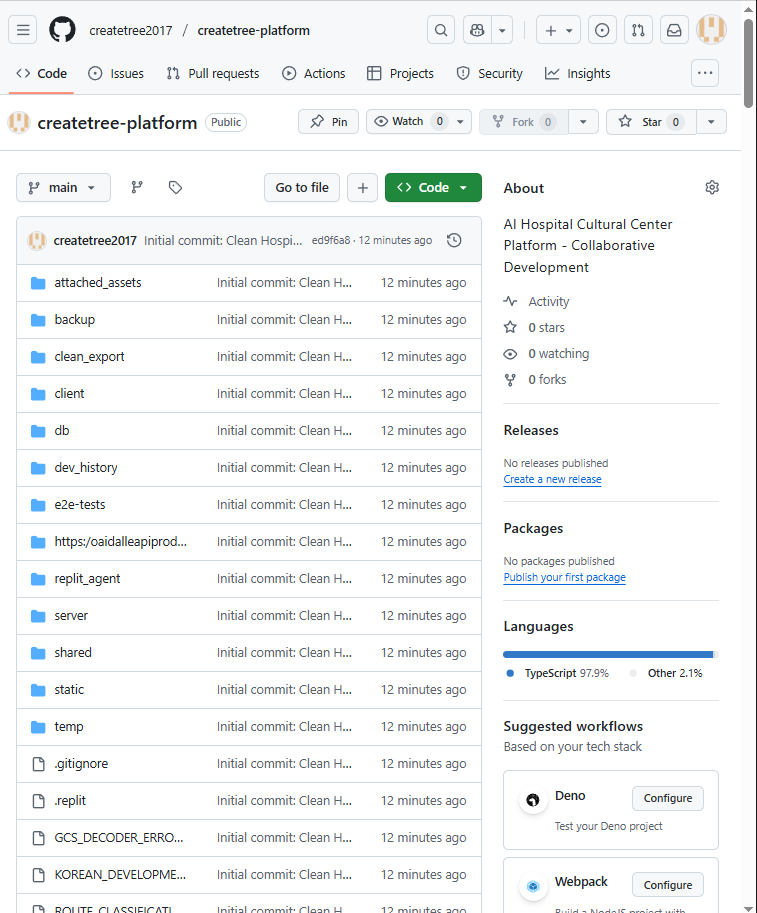 createtree2017 / createtree-platform
Code Issues Pull requests Actions Projects Security Insights
createtree-platform Public Pin Watch 0 Fork 0 Star 0
main Go to file Code
createtree2017 Initial commit: Clean Hospi... ed9f6a8 · 12 minutes ago
attached_assets Initial commit: Clean H... 12 minutes ago
backup Initial commit: Clean H... 12 minutes ago
clean_export Initial commit: Clean H... 12 minutes ago
client Initial commit: Clean H... 12 minutes ago
db Initial commit: Clean H... 12 minutes ago
dev_history Initial commit: Clean H... 12 minutes ago
e2e-tests Initial commit: Clean H... 12 minutes ago
https:/oaidalleapiprod... Initial commit: Clean H... 12 minutes ago
replit_agent Initial commit: Clean H... 12 minutes ago
server Initial commit: Clean H... 12 minutes ago
shared Initial commit: Clean H... 12 minutes ago
static Initial commit: Clean H... 12 minutes ago
temp Initial commit: Clean H... 12 minutes ago
.gitignore Initial commit: Clean H... 12 minutes ago
.replit Initial commit: Clean H... 12 minutes ago
GCS_DECODER_ERRO... Initial commit: Clean H... 12 minutes ago
KOREAN_DEVELOPME... Initial commit: Clean H... 12 minutes ago
ROUTE_CLASSIFICATI... Initial commit: Clean H... 12 minutes ago
About
AI Hospital Cultural Center
Platform - Collaborative
Development
Activity
0 stars
0 watching
0 forks
Releases
No releases published
Create a new release
Packages
No packages published
Publish your first package
Languages
TypeScript 97.9% Other 2.1%
Suggested workflows
Based on your tech stack
Deno Configure
Test your Deno project
Webpack Configure
Build a NodeJS project with